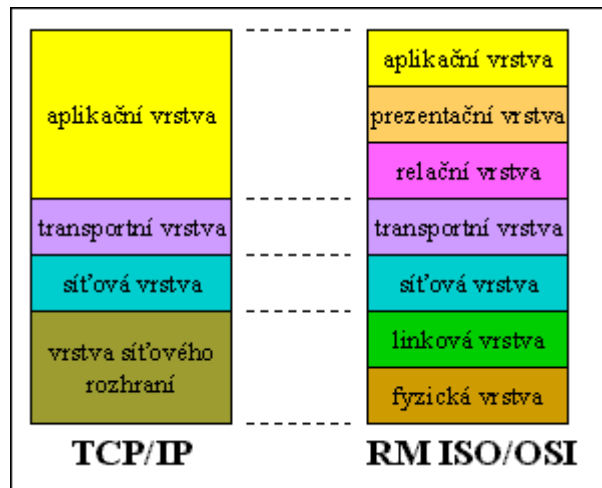 aplikační vrstva
transportní vrstva
síťová vrstva
vrstva síťového
rozhraní
TCP/IP
aplikační vrstva
prezentační vrstva
relační vrstva
transportní vrstva
síťová vrstva
linková vrstva
fyzická vrstva
RM ISO/OSI